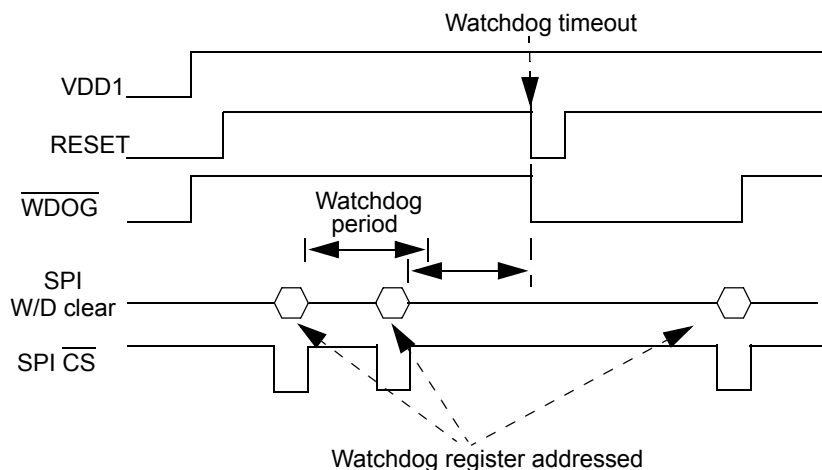 Watchdog timeout
VDD1
RESET
WDOG
Watchdog
period
SPI
W/D clear
SPI CS
Watchdog register addressed